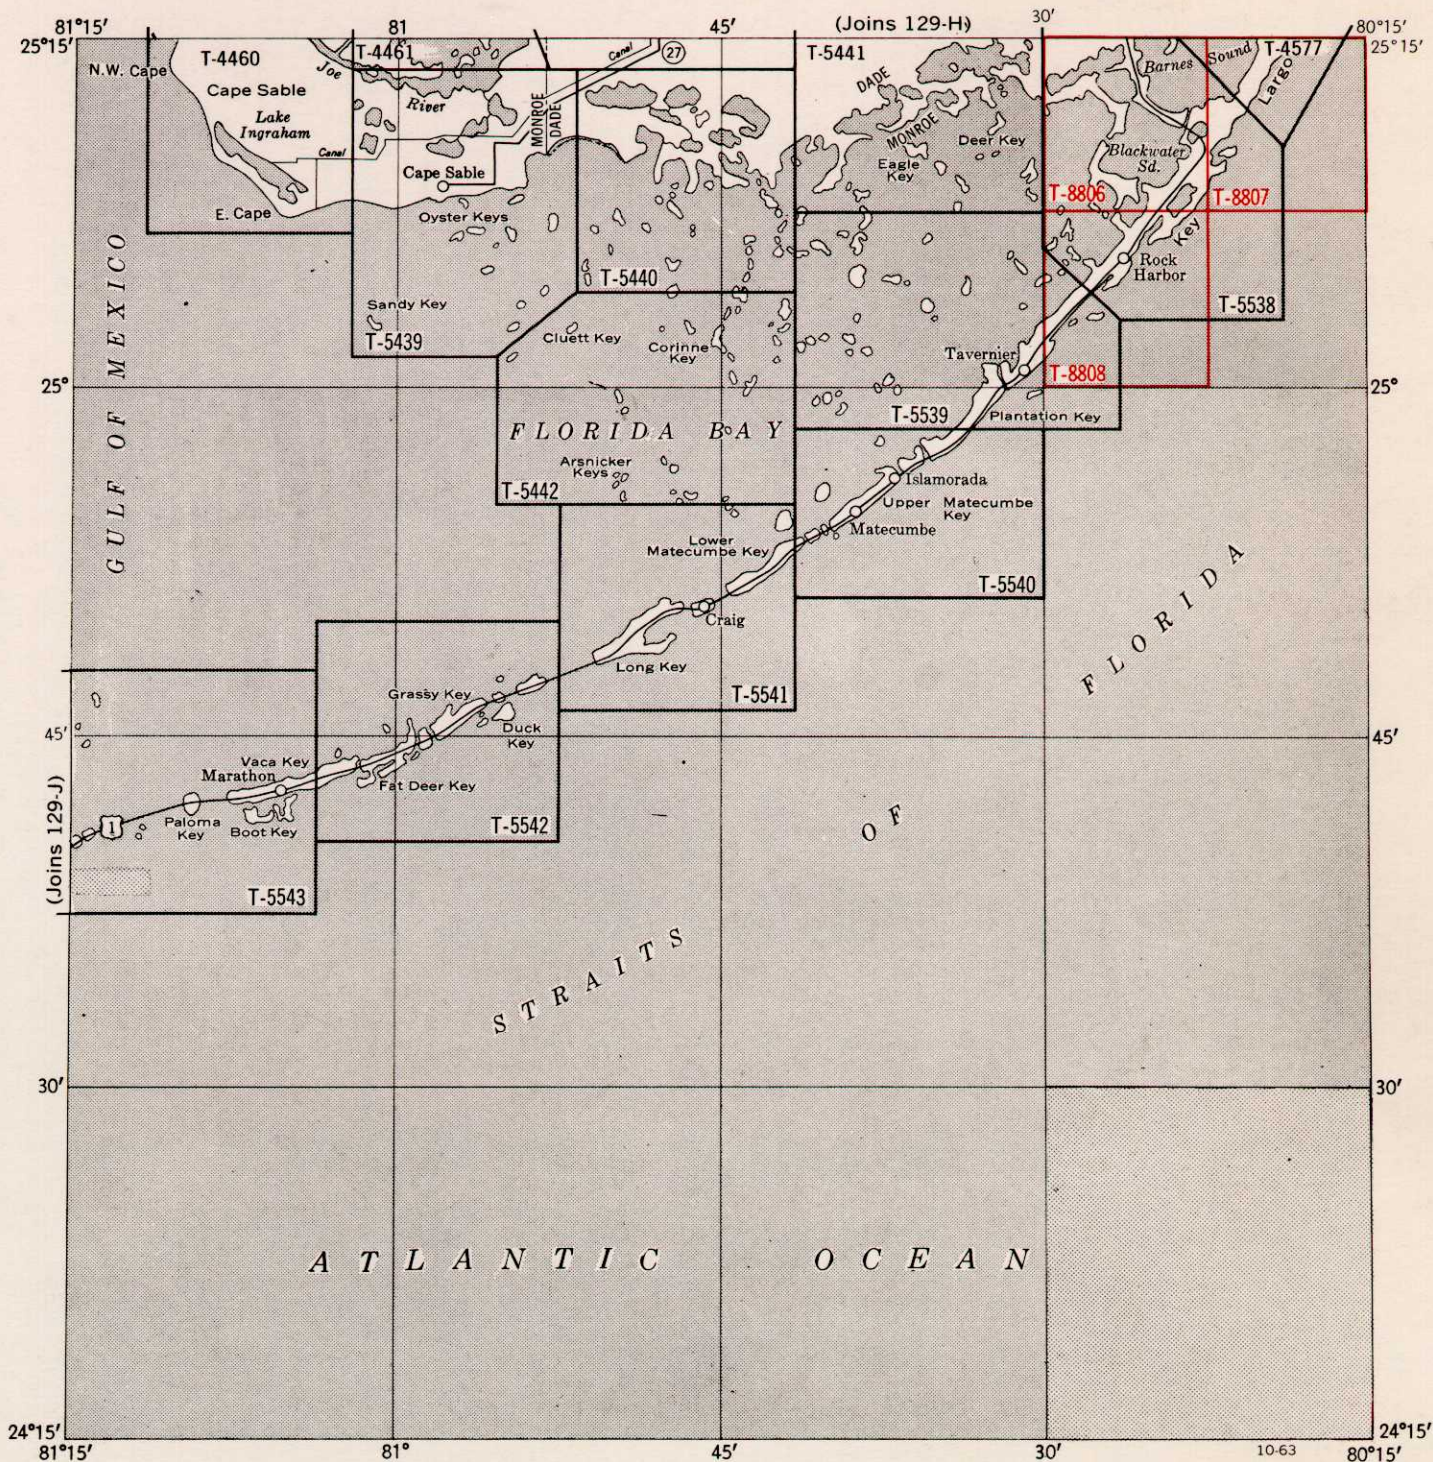 81°15′
81
45′
(Joins 129-H)
30′
80°15′
25°15′
T-4460
T-4461
Canal
27
T-5441
Barnes
Sound
T-4577
25°15′
N.W. Cape
Joe
River
Cape Sable
Lake
Ingraham
MONROE
DADE
DADE
MONROE
Largo
Canal
Cape Sable
Deer Key
Eagle
Key
Blackwater
Sd.
E. Cape
Oyster Keys
T-8806
T-8807
Key
Rock
Harbor
T-5440
Sandy Key
T-5439
Cluett Key
Corinne
Key
T-5538
Tavernier
T-8808
25°
25°
T-5539
Plantation Key
GULF OF MEXICO
FLORIDA BAY
Arsnicker
Keys
T-5442
Islamorada
Upper Matecumbe
Key
Matecumbe
Lower
Matecumbe Key
T-5540
Craig
Long Key
T-5541
Grassy Key
Duck
Key
45′
45′
Vaca Key
Marathon
Fat Deer Key
1
Paloma
Key
Boot Key
T-5542
(Joins 129-J)
T-5543
STRAITS
OF
FLORIDA
30′
30′
ATLANTIC OCEAN
24°15′
24°15′
81°15′
81°
45′
30′
10-63
80°15′